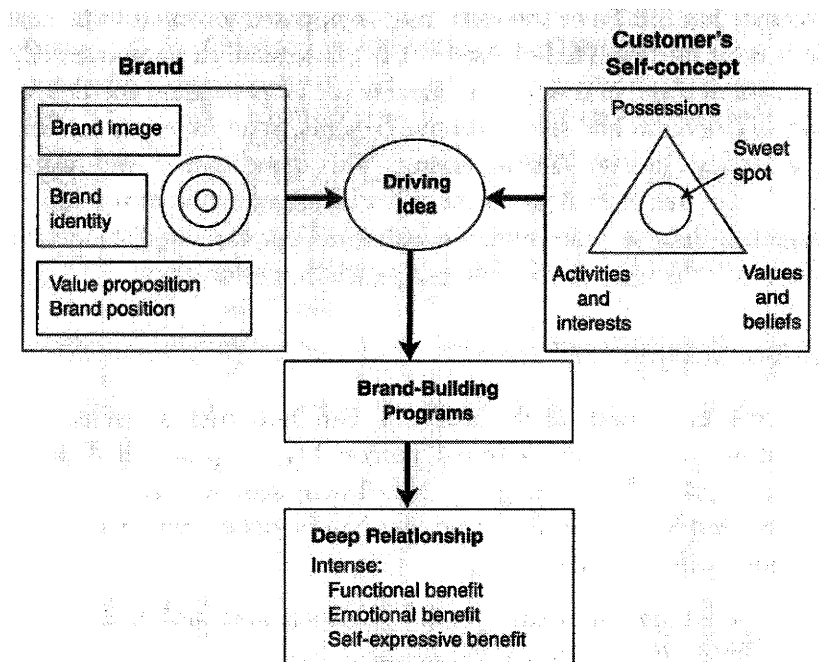 Brand
Brand image
Brand
identity
Value proposition
Brand position
Driving
Idea
Customer's
Self-concept
Possessions
Sweet
spot
Activities
and
interests
Values
and
beliefs
Brand-Building
Programs
Deep Relationship
Intense:
Functional benefit
Emotional benefit
Self-expressive benefit